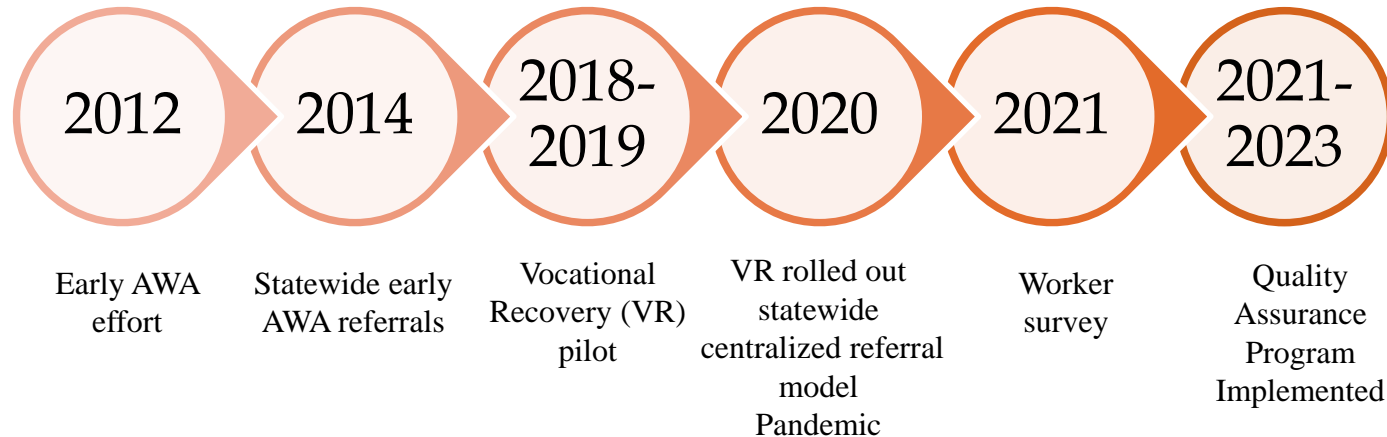 2012
2014
2018-
2019
2020
2021
2021-
2023
Early AWA
effort
Statewide early
AWA referrals
Vocational
Recovery (VR)
pilot
VR rolled out
statewide
centralized referral
model
Pandemic
Worker
survey
Quality
Assurance
Program
Implemented